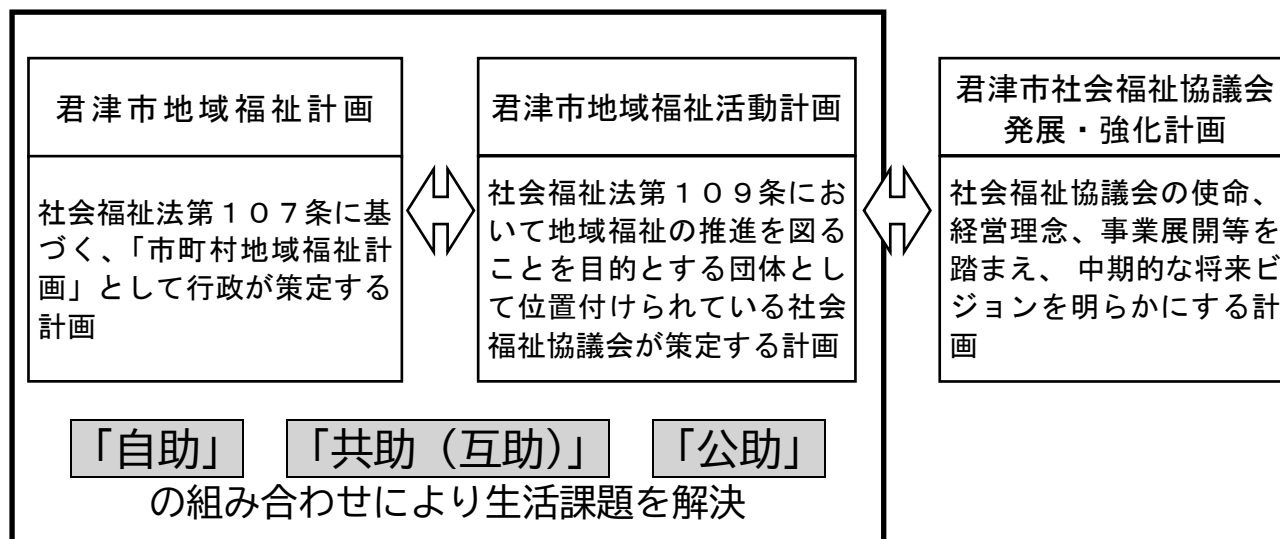 君津市地域福祉計画
社会福祉法第１０７条に基
づく、「市町村地域福祉計
画」として行政が策定する
計画
君津市地域福祉活動計画
社会福祉法第１０９条にお
いて地域福祉の推進を図る
ことを目的とする団体とし
て位置付けられている社会
福祉協議会が策定する計画
君津市社会福祉協議会
発展・強化計画
社会福祉協議会の使命、
経営理念、事業展開等を
踏まえ、 中期的な将来ビ
ジョンを明らかにする計
画
「自助」 「共助（互助）」 「公助」
の組み合わせにより生活課題を解決